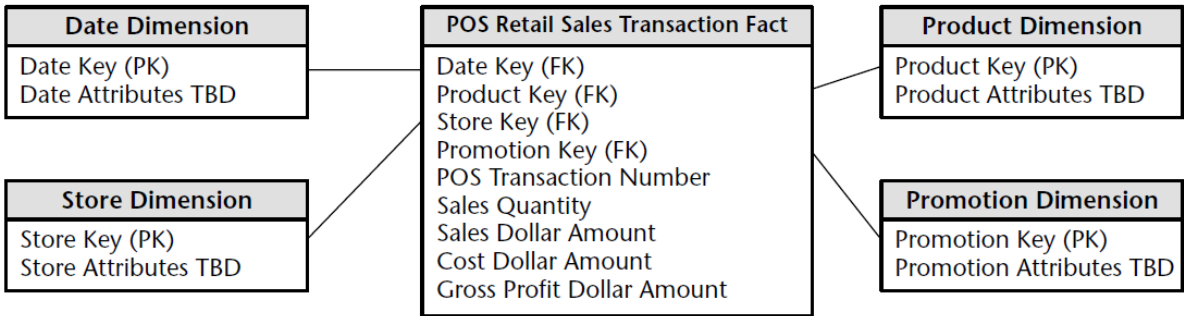 Date Dimension
Date Key (PK)
Date Attributes TBD
Store Dimension
Store Key (PK)
Store Attributes TBD
POS Retail Sales Transaction Fact
Date Key (FK)
Product Key (FK)
Store Key (FK)
Promotion Key (FK)
POS Transaction Number
Sales Quantity
Sales Dollar Amount
Cost Dollar Amount
Gross Profit Dollar Amount
Product Dimension
Product Key (PK)
Product Attributes TBD
Promotion Dimension
Promotion Key (PK)
Promotion Attributes TBD